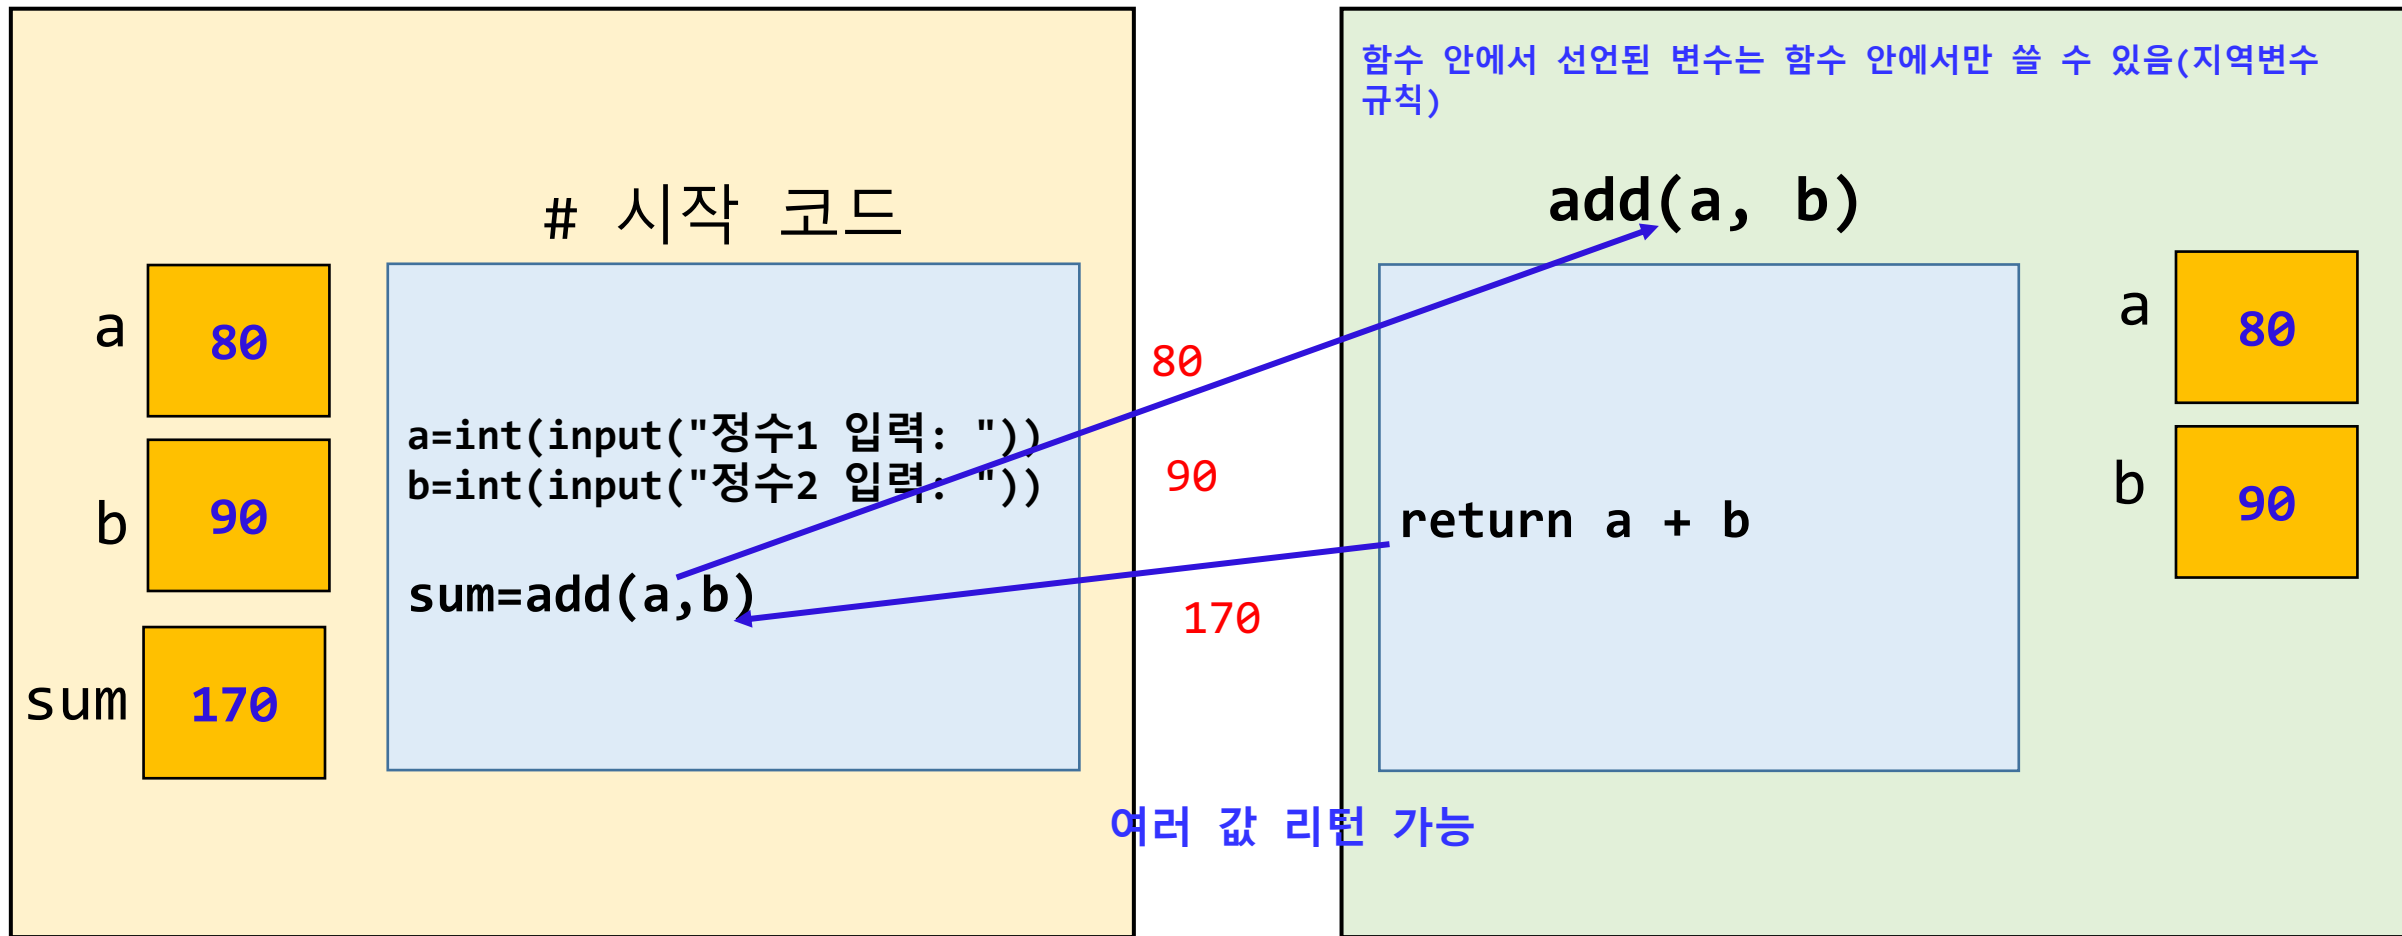 # 시작 코드
a
80
b
90
sum
170
a=int(input("정수1 입력: "))
b=int(input("정수2 입력: "))
sum=add(a,b)
80
90
170
함수 안에서 선언된 변수는 함수 안에서만 쓸 수 있음(지역변수
규칙)
add(a, b)
return a + b
a
80
b
90
여러 값 리턴 가능